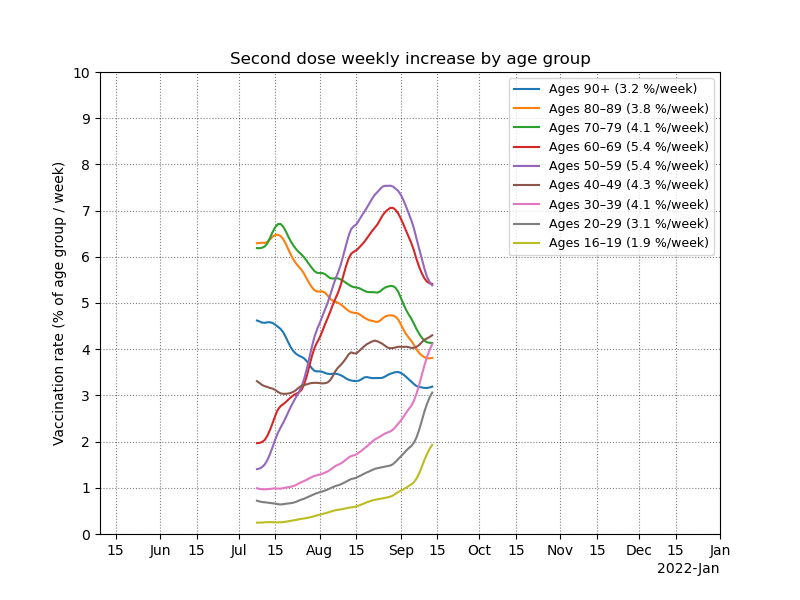 Second dose weekly increase by age group
Vaccination rate (% of age group / week)
10
9
8
7
6
5
4
3
2
1
0
Ages 90+ (3.2 %/week)
Ages 80–89 (3.8 %/week)
Ages 70–79 (4.1 %/week)
Ages 60–69 (5.4 %/week)
Ages 50–59 (5.4 %/week)
Ages 40–49 (4.3 %/week)
Ages 30–39 (4.1 %/week)
Ages 20–29 (3.1 %/week)
Ages 16–19 (1.9 %/week)
15 Jun 15 Jul 15 Aug 15 Sep 15 Oct 15 Nov 15 Dec 15 Jan
2022-Jan